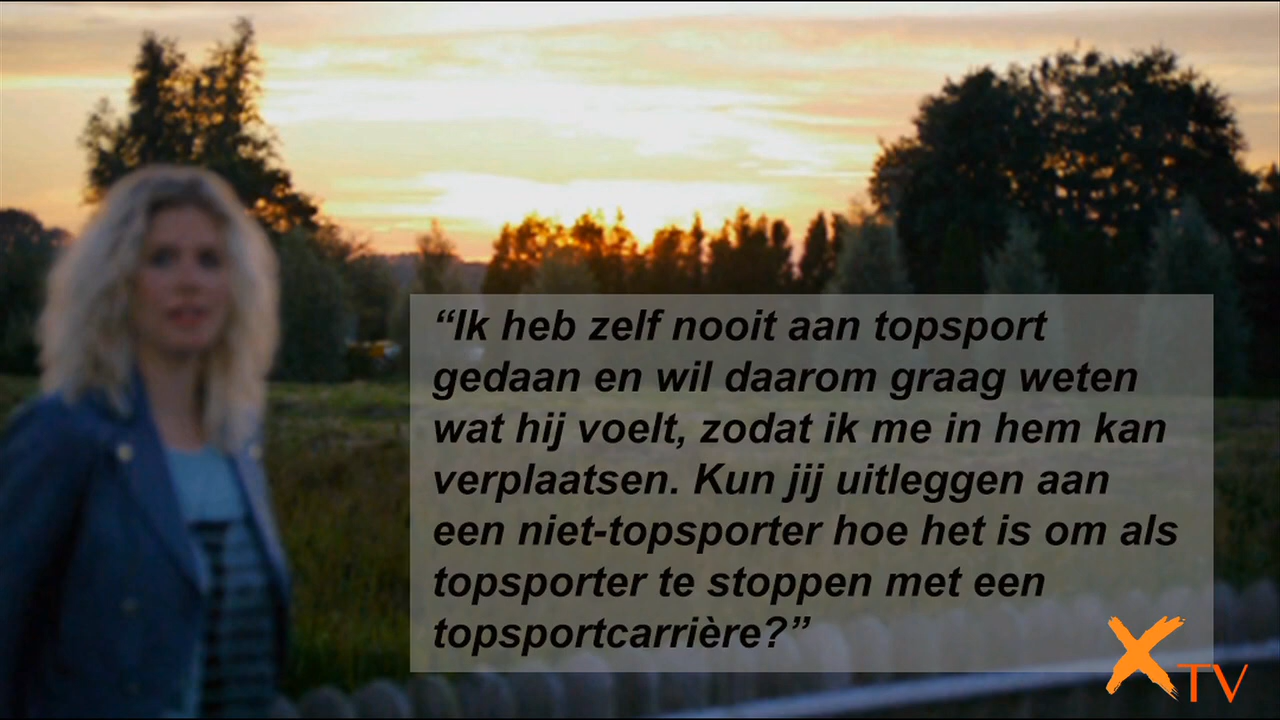 “Ik heb zelf nooit aan topsport
gedaan en wil daarom graag weten
wat hij voelt, zodat ik me in hem kan
verplaatsen. Kun jij uitleggen aan
een niet-topsporter hoe het is om als
topsporter te stoppen met een
topsportcarrière?”
XTV